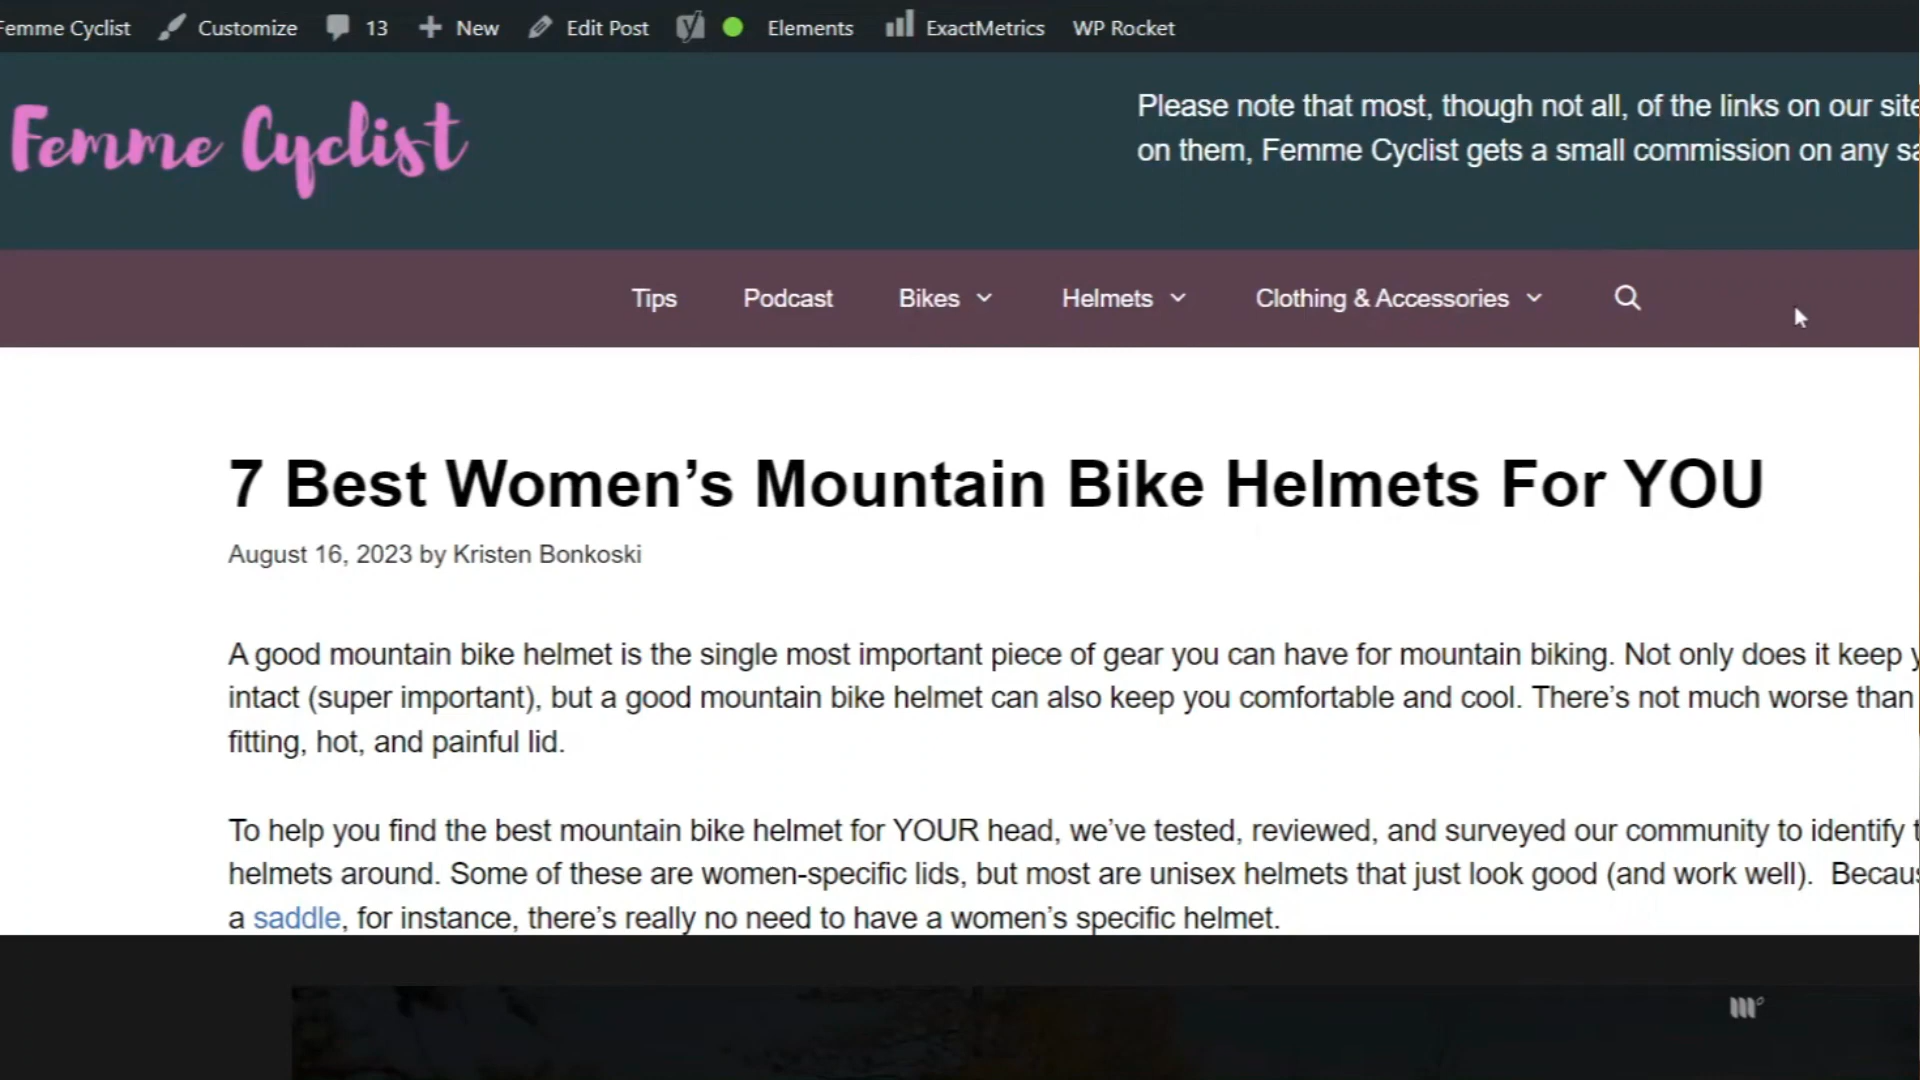 Femme Cyclist Customize 13 New Edit Post Elements ExactMetrics WP Rocket
Femme Cyclist
Please note that most, though not all, of the links on our site
on them, Femme Cyclist gets a small commission on any
Tips Podcast Bikes Helmets Clothing & Accessories
7 Best Women’s Mountain Bike Helmets For YOU
August 16, 2023 by Kristen Bonkoski
A good mountain bike helmet is the single most important piece of gear you can have for mountain biking. Not only does it keep
intact (super important), but a good mountain bike helmet can also keep you comfortable and cool. There’s not much worse than
fitting, hot, and painful lid.
To help you find the best mountain bike helmet for YOUR head, we’ve tested, reviewed, and surveyed our community to identify
helmets around. Some of these are women-specific lids, but most are unisex helmets that just look good (and work well). 
a saddle, for instance, there’s really no need to have a women’s specific helmet.